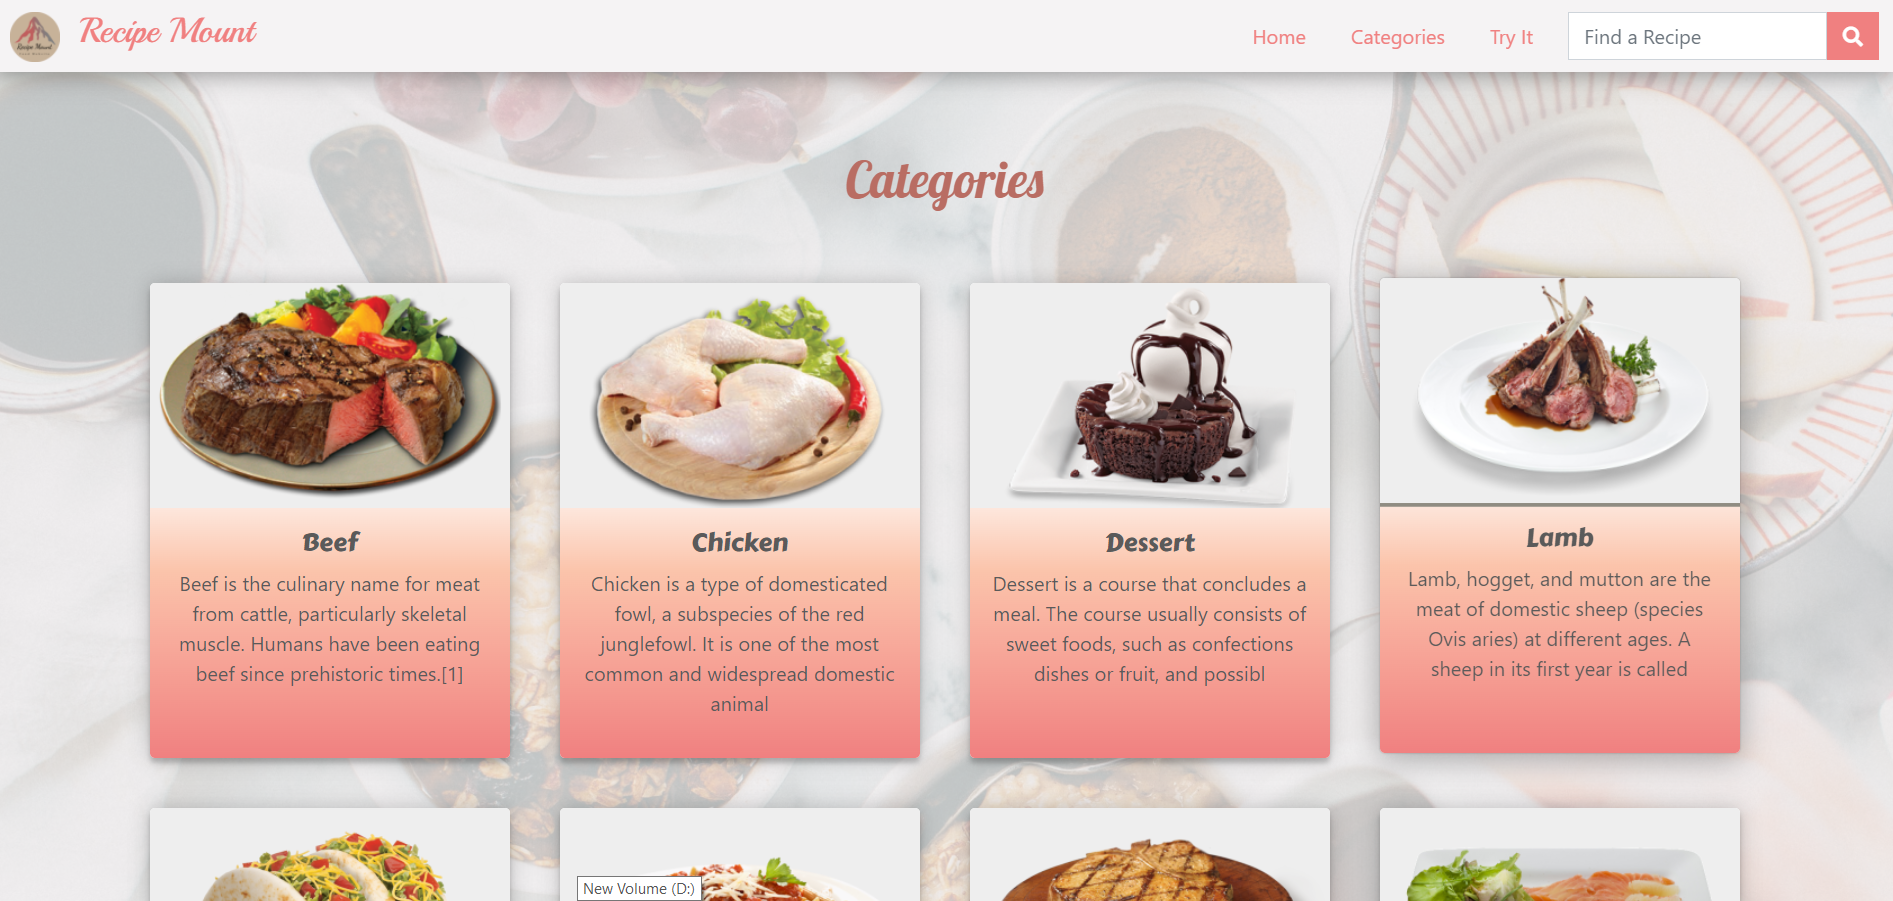 Recipe Mount
Recipe Mount
Home
Categories
Try It
Find a Recipe
Categories
Beef
Beef is the culinary name for meat
from cattle, particularly skeletal
muscle. Humans have been eating
beef since prehistoric times.[1]
Chicken
Chicken is a type of domesticated
fowl, a subspecies of the red
junglefowl. It is one of the most
common and widespread domestic
animal
Dessert
Dessert is a course that concludes a
meal. The course usually consists of
sweet foods, such as confections
dishes or fruit, and possibl
Lamb
Lamb, hogget, and mutton are the
meat of domestic sheep (species
Ovis aries) at different ages. A
sheep in its first year is called
New Volume (D:)